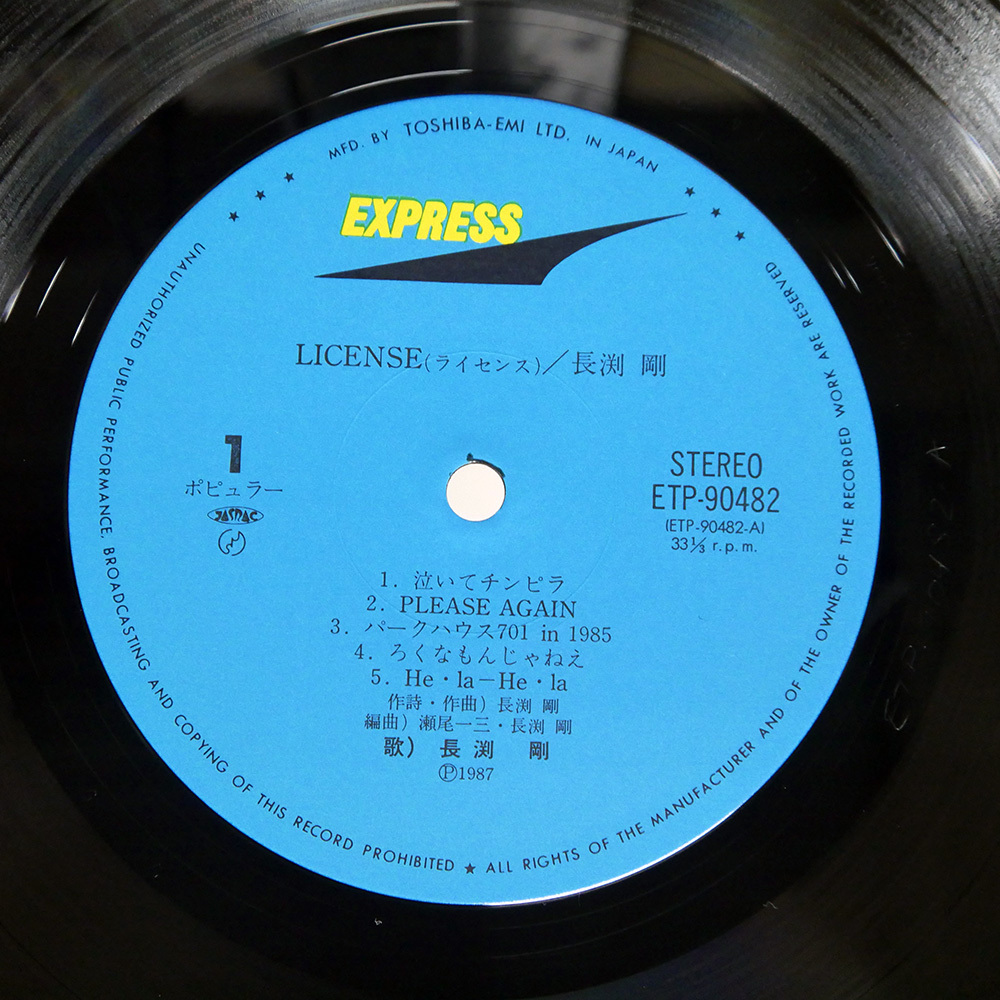 MFD. BY TOSHIBA-EMI LTD. IN JAPAN
EXPRESS
LICENSE(ライセンス)／長渕 剛
1
ポピュラー
JASRAC
STEREO
ETP-90482
(ETP-90482-A)
33⅓ r.p.m.
1. 泣いてチンピラ
2. PLEASE AGAIN
3. パークハウス701 in 1985
4. ろくなもんじゃねえ
5. He・la－He・la
作詩・作曲）長渕 剛
編曲）瀬尾一三・長渕 剛
歌）長渕 剛
Ⓟ1987
UNAUTHORIZED PUBLIC PERFORMANCE, BROADCASTING AND COPYING OF THIS RECORD PROHIBITED ★ ALL RIGHTS OF THE MANUFACTURER AND OF THE OWNER OF THE RECORDED WORK ARE RESERVED